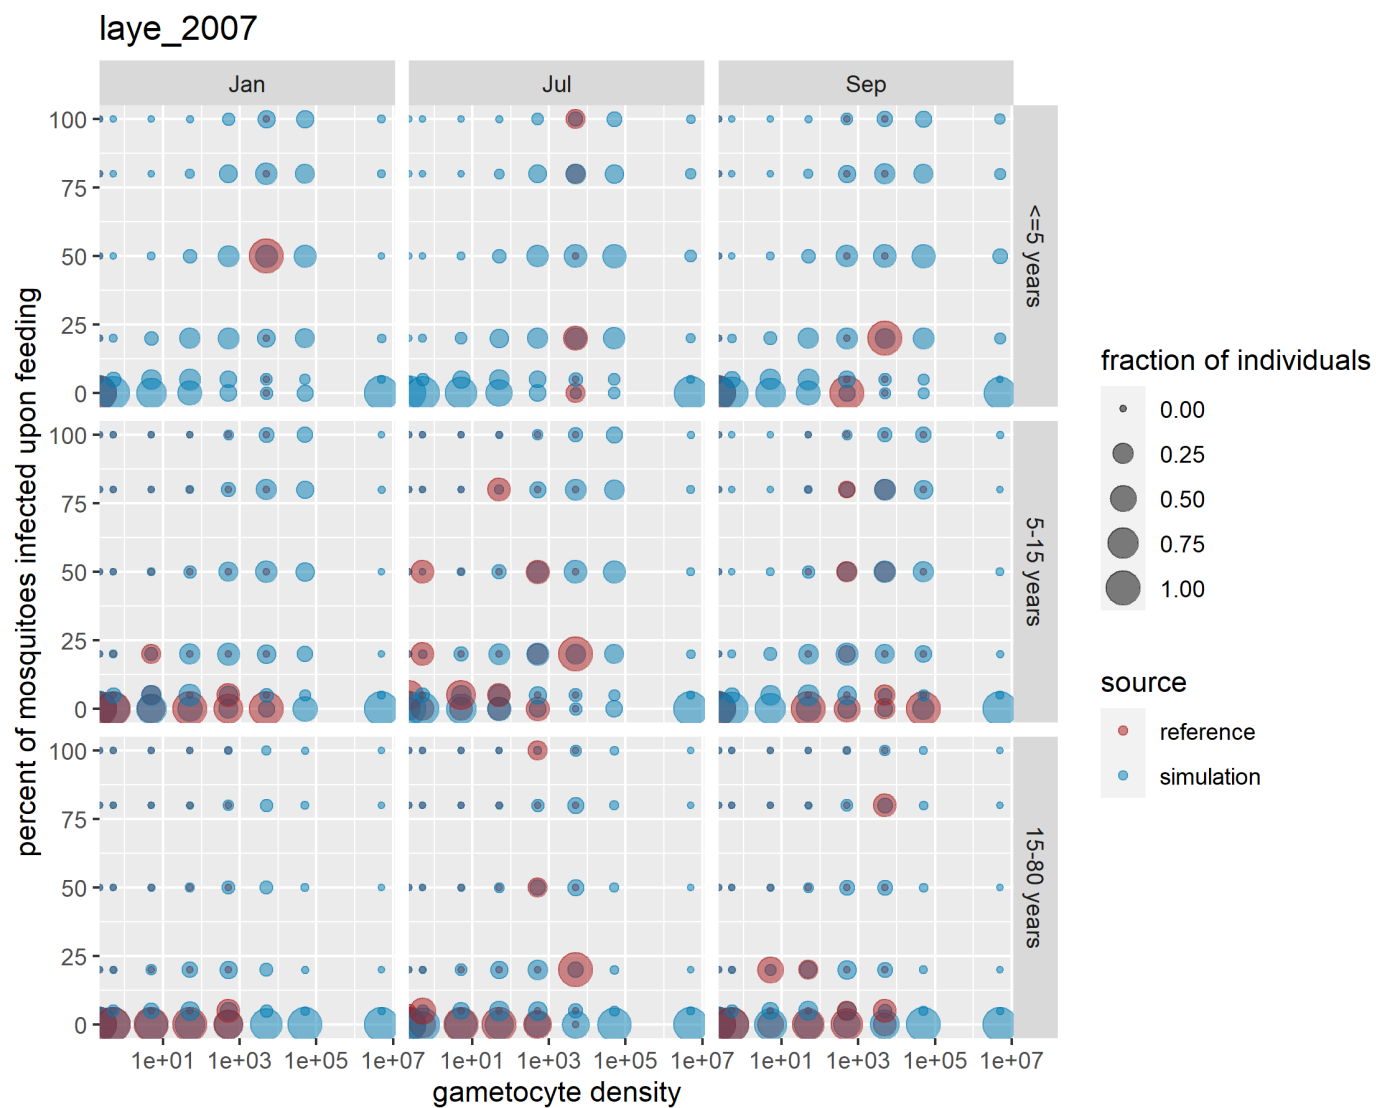 laye_2007
Jan
Jul
Sep
percent of mosquitoes infected upon feeding
100
75
50
25
0
<=5 years
100
75
50
25
0
5-15 years
100
75
50
25
0
15-80 years
1e+01 1e+03 1e+05 1e+07
1e+01 1e+03 1e+05 1e+07
1e+01 1e+03 1e+05 1e+07
gametocyte density
fraction of individuals
0.00
0.25
0.50
0.75
1.00
source
reference
simulation